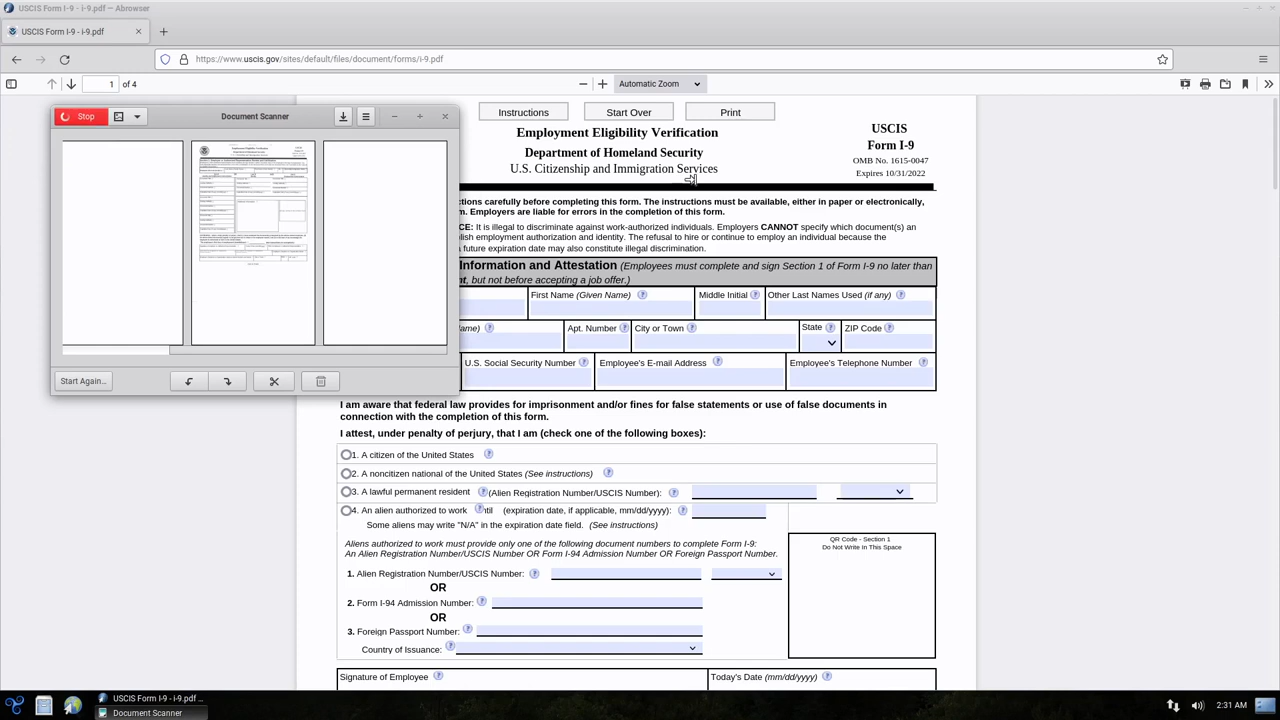 USCIS Form I-9 - i-9.pdf — Abrowser
USCIS Form I-9 - i-9.pdf
https://www.uscis.gov/sites/default/files/document/forms/i-9.pdf
1 of 4
Automatic Zoom
Stop
Document Scanner
Start Again...
Instructions
Start Over
Print
Employment Eligibility Verification
Department of Homeland Security
U.S. Citizenship and Immigration Services
USCIS
Form I-9
OMB No. 1615-0047
Expires 10/31/2022
ctions carefully before completing this form. The instructions must be available, either in paper or electronically,
m. Employers are liable for errors in the completion of this form.
CE: It is illegal to discriminate against work-authorized individuals. Employers CANNOT specify which document(s) an
lish employment authorization and identity. The refusal to hire or continue to employ an individual because the
future expiration date may also constitute illegal discrimination.
Information and Attestation (Employees must complete and sign Section 1 of Form I-9 no later than
nt, but not before accepting a job offer.)
First Name (Given Name)
Middle Initial
Other Last Names Used (if any)
ame)
Apt. Number
City or Town
State
ZIP Code
U.S. Social Security Number
Employee's E-mail Address
Employee's Telephone Number
I am aware that federal law provides for imprisonment and/or fines for false statements or use of false documents in
connection with the completion of this form.
I attest, under penalty of perjury, that I am (check one of the following boxes):
1. A citizen of the United States
2. A noncitizen national of the United States (See instructions)
3. A lawful permanent resident (Alien Registration Number/USCIS Number):
4. An alien authorized to work until (expiration date, if applicable, mm/dd/yyyy):
Some aliens may write "N/A" in the expiration date field. (See instructions)
Aliens authorized to work must provide only one of the following document numbers to complete Form I-9:
An Alien Registration Number/USCIS Number OR Form I-94 Admission Number OR Foreign Passport Number.
1. Alien Registration Number/USCIS Number:
OR
2. Form I-94 Admission Number:
OR
3. Foreign Passport Number:
Country of Issuance:
QR Code - Section 1
Do Not Write In This Space
Signature of Employee
Today's Date (mm/dd/yyyy)
USCIS Form I-9 - i-9.pdf ...
Document Scanner
2:31 AM